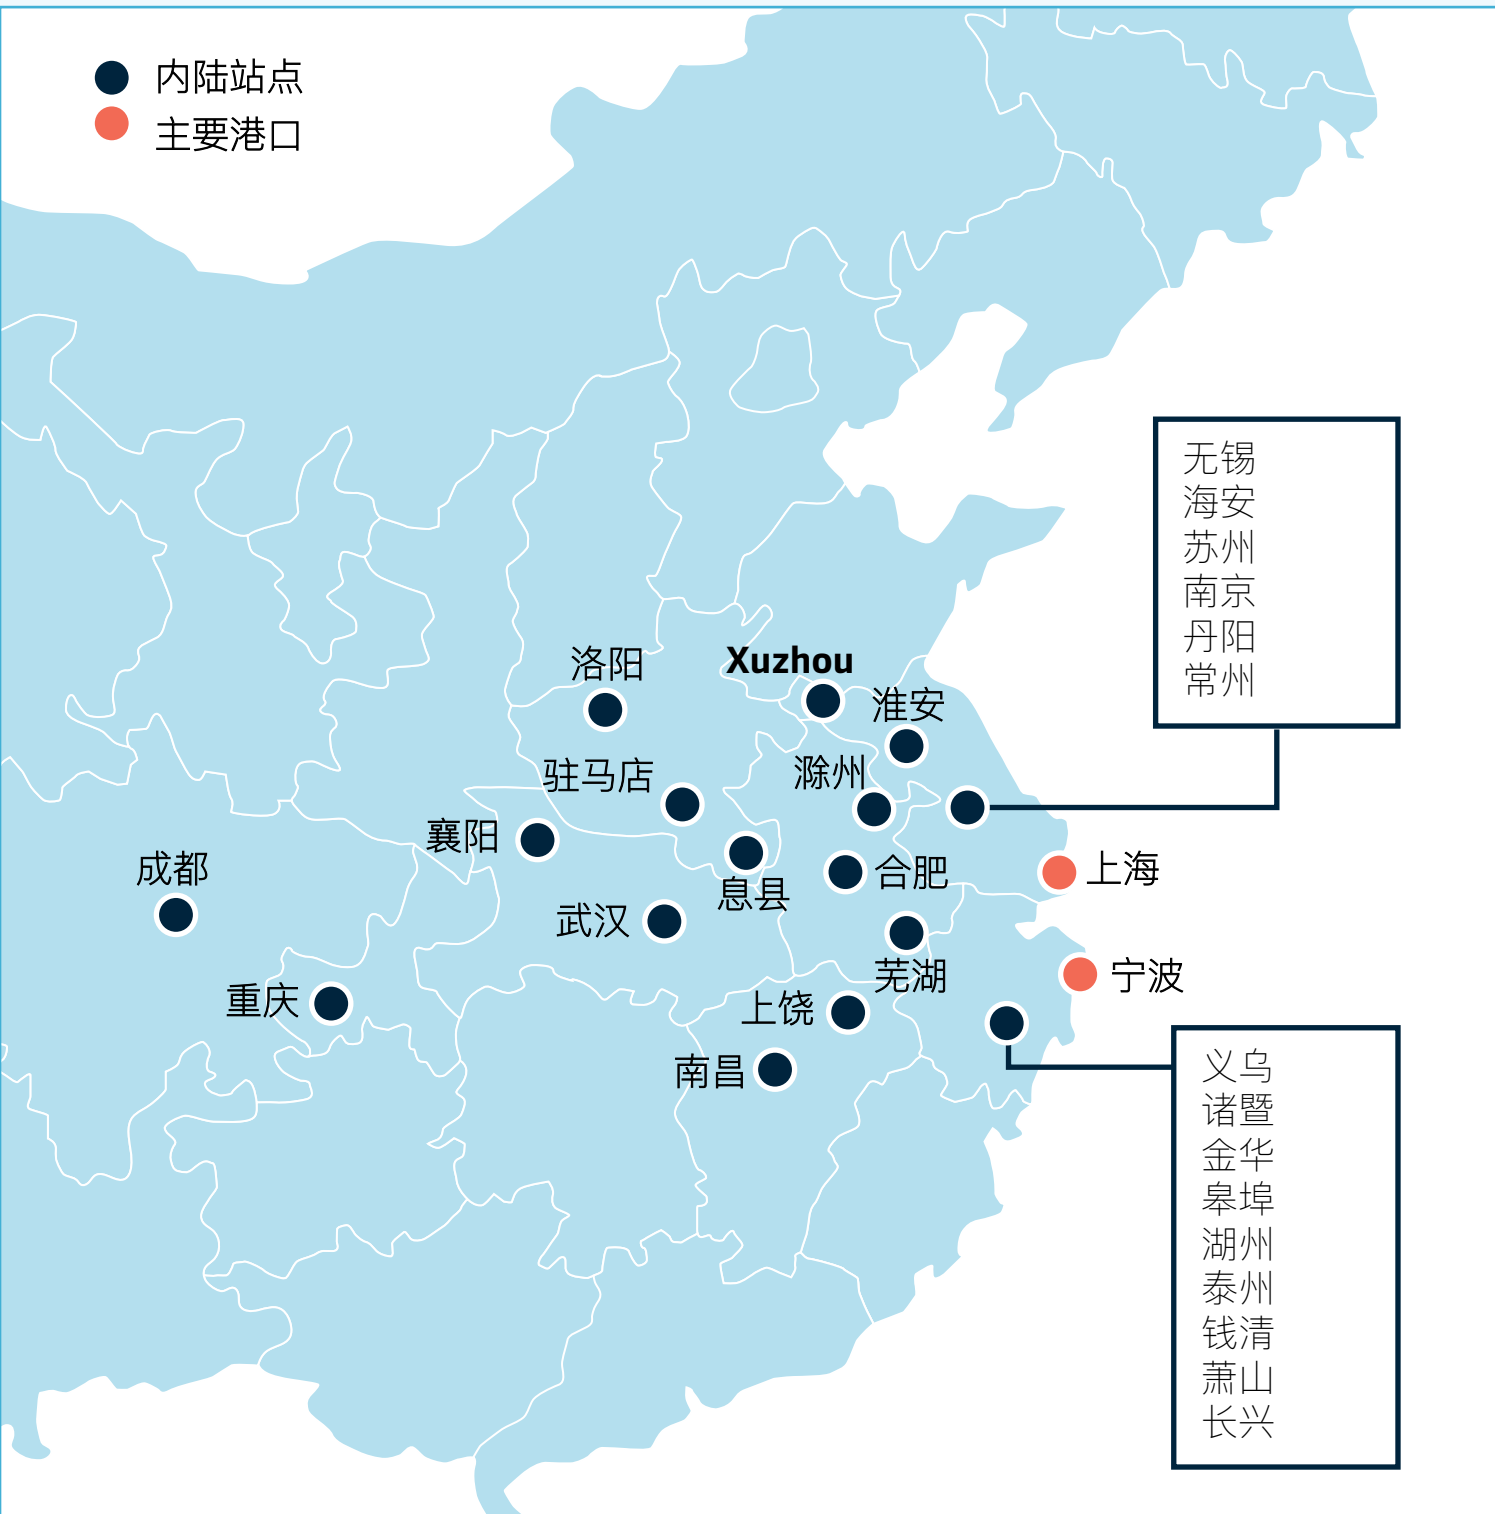 内陆站点
主要港口
无锡
海安
苏州
南京
丹阳
常州
洛阳
Xuzhou
淮安
驻马店
滁州
襄阳
成都
息县
合肥
上海
武汉
芜湖
宁波
重庆
上饶
南昌
义乌
诸暨
金华
皋埠
湖州
泰州
钱清
萧山
长兴